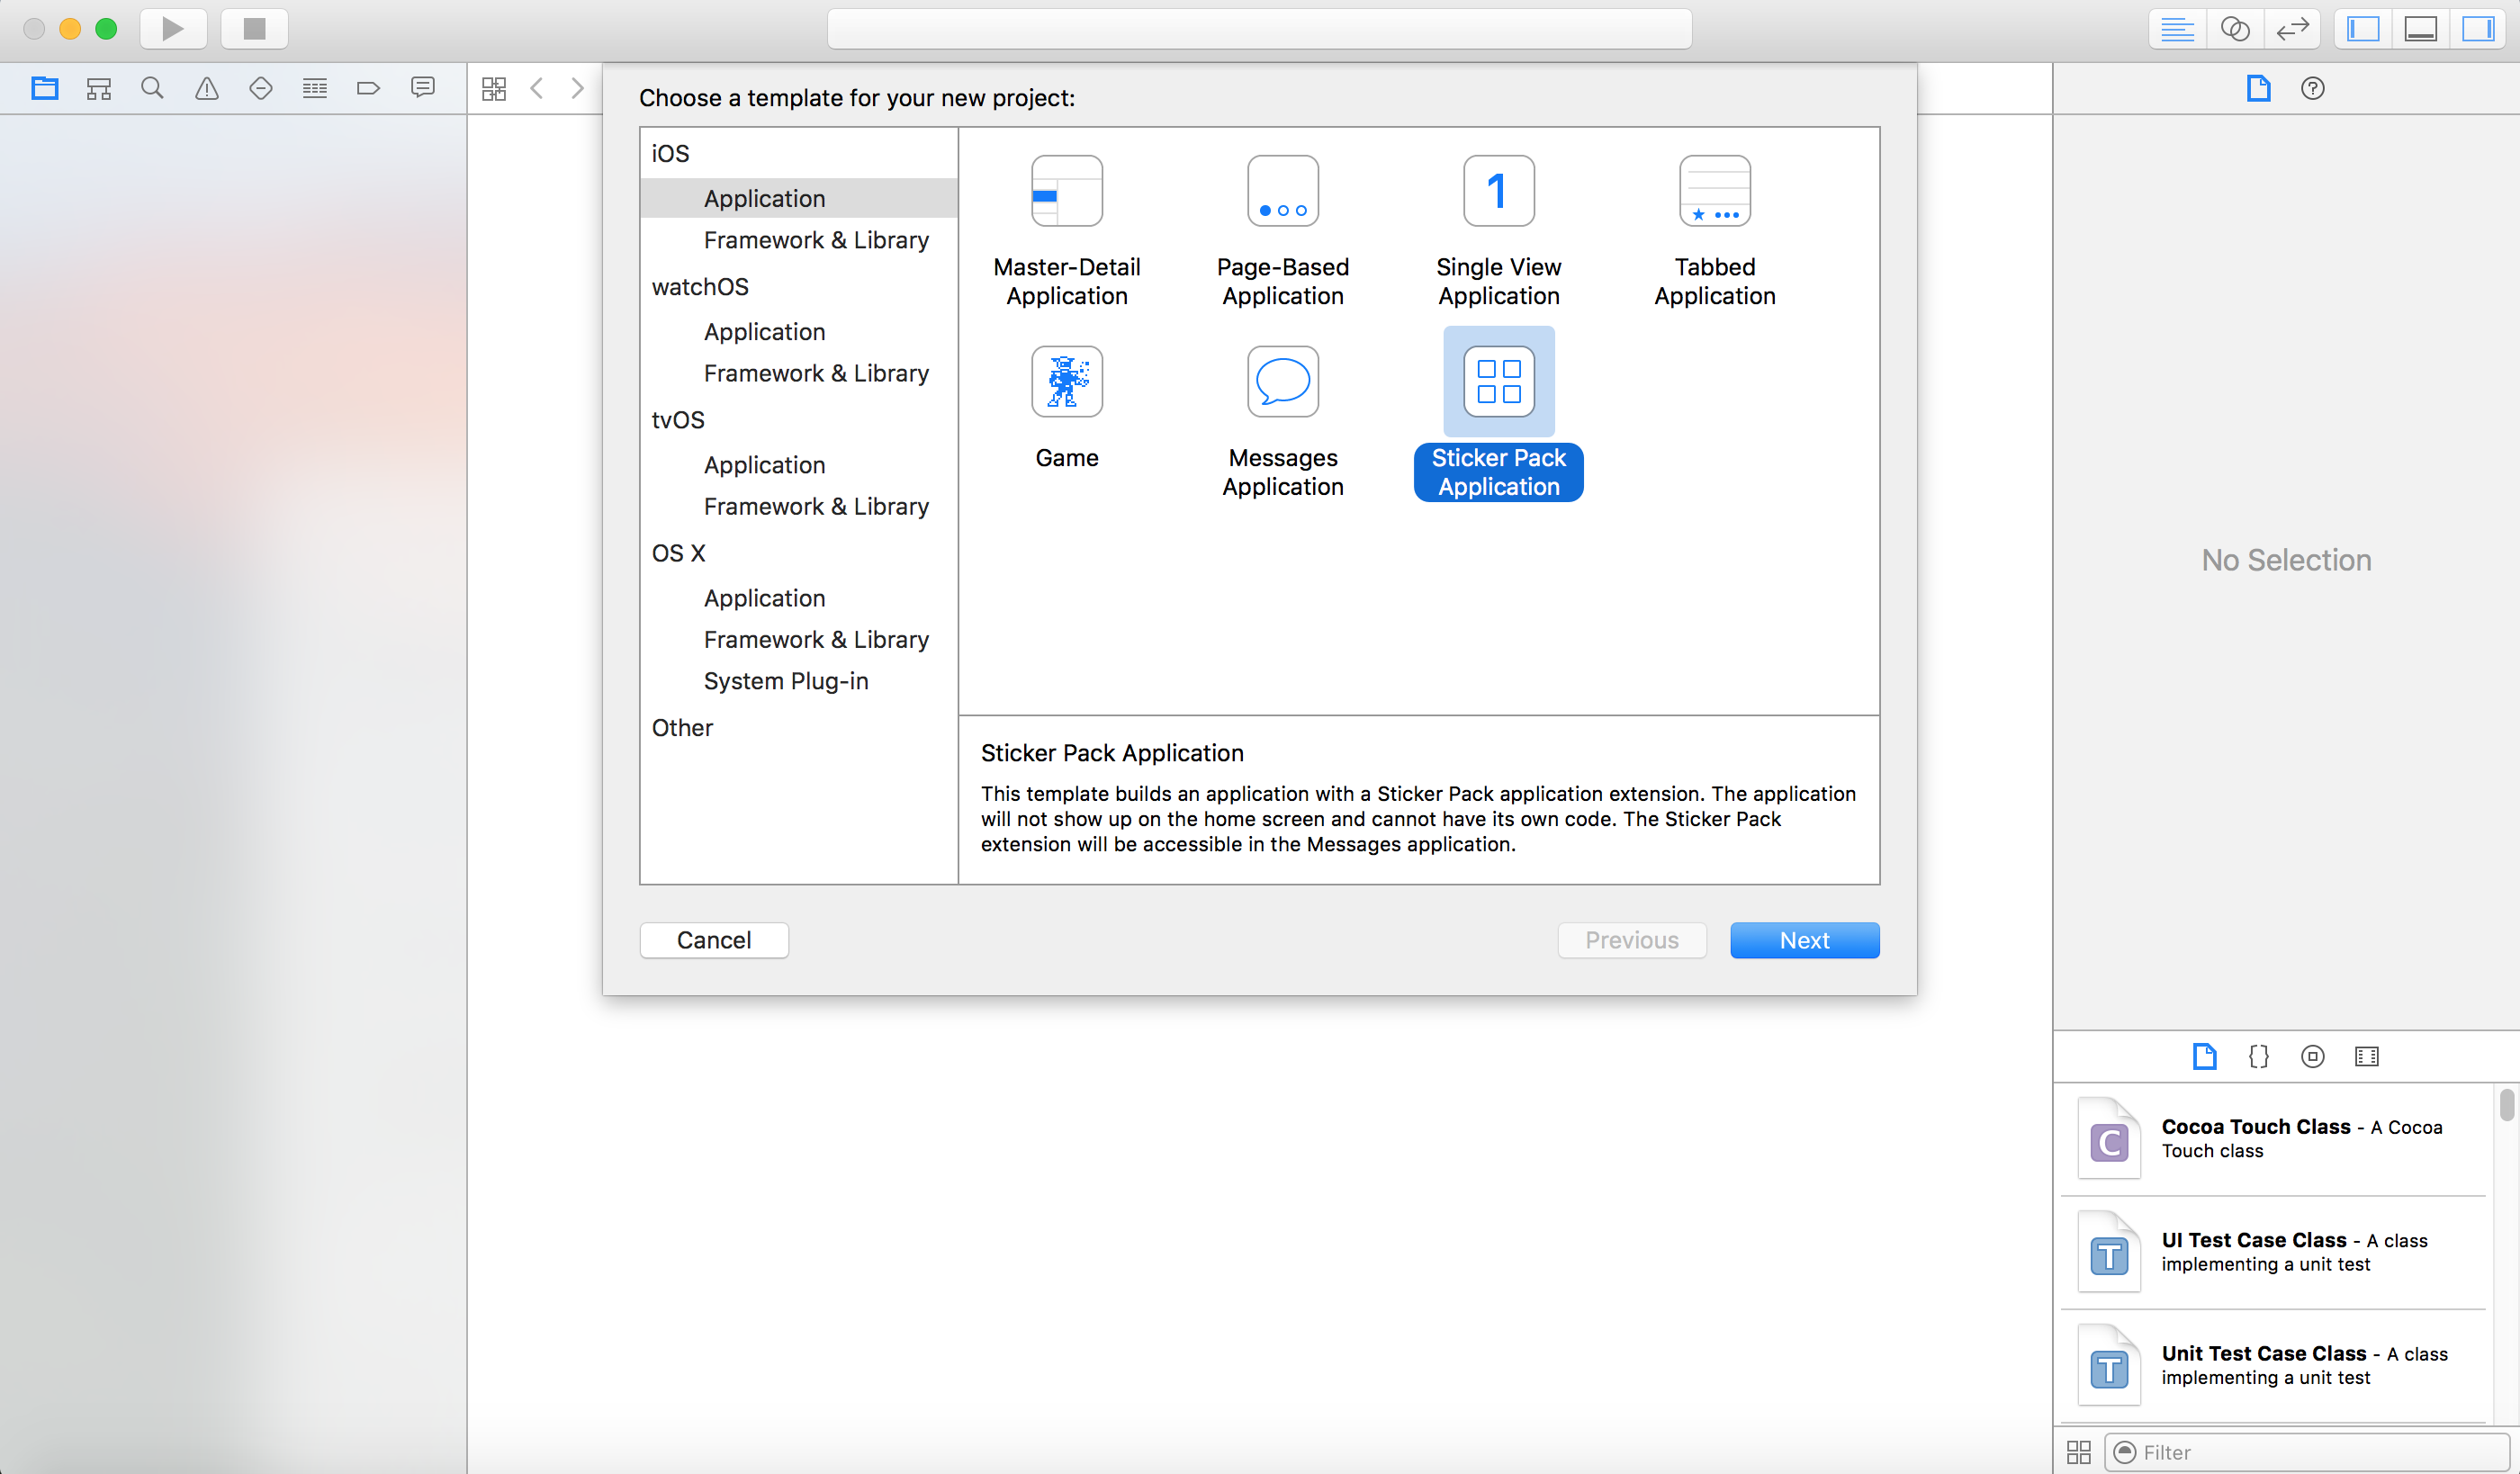 Choose a template for your new project:
iOS
Application
Framework & Library
watchOS
Application
Framework & Library
tvOS
Application
Framework & Library
OS X
Application
Framework & Library
System Plug-in
Other
1
Master-Detail
Application
Page-Based
Application
Single View
Application
Tabbed
Application
Game
Messages
Application
Sticker Pack
Application
Sticker Pack Application
This template builds an application with a Sticker Pack application extension. The application
will not show up on the home screen and cannot have its own code. The Sticker Pack
extension will be accessible in the Messages application.
Cancel
Previous
Next
No Selection
C
Cocoa Touch Class - A Cocoa
Touch class
T
UI Test Case Class - A class
implementing a unit test
T
Unit Test Case Class - A class
implementing a unit test
Filter